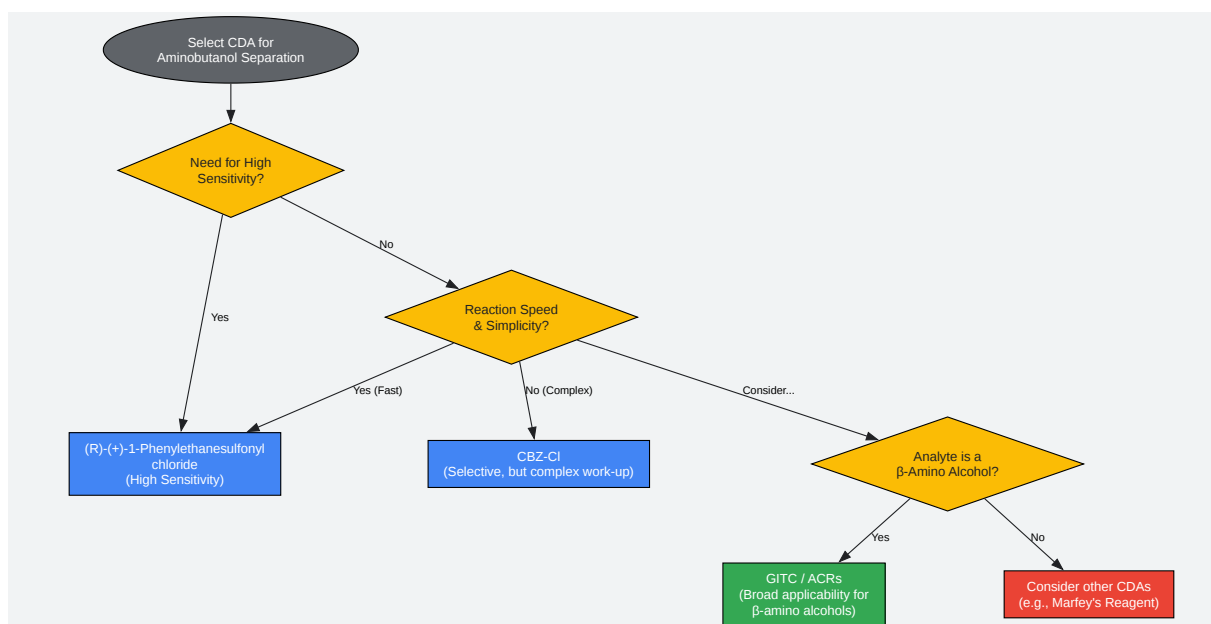 Select CDA for
Aminobutanol Separation
Need for High
Sensitivity?
No
Yes
Reaction Speed
& Simplicity?
Yes (Fast)
No (Complex)
Consider...
(R)-(+)-1-Phenylethanesulfonyl
chloride
(High Sensitivity)
CBZ-Cl
(Selective, but complex work-up)
Analyte is a
β-Amino Alcohol?
Yes
No
GITC / ACRs
(Broad applicability for
β-amino alcohols)
Consider other CDAs
(e.g., Marfey's Reagent)